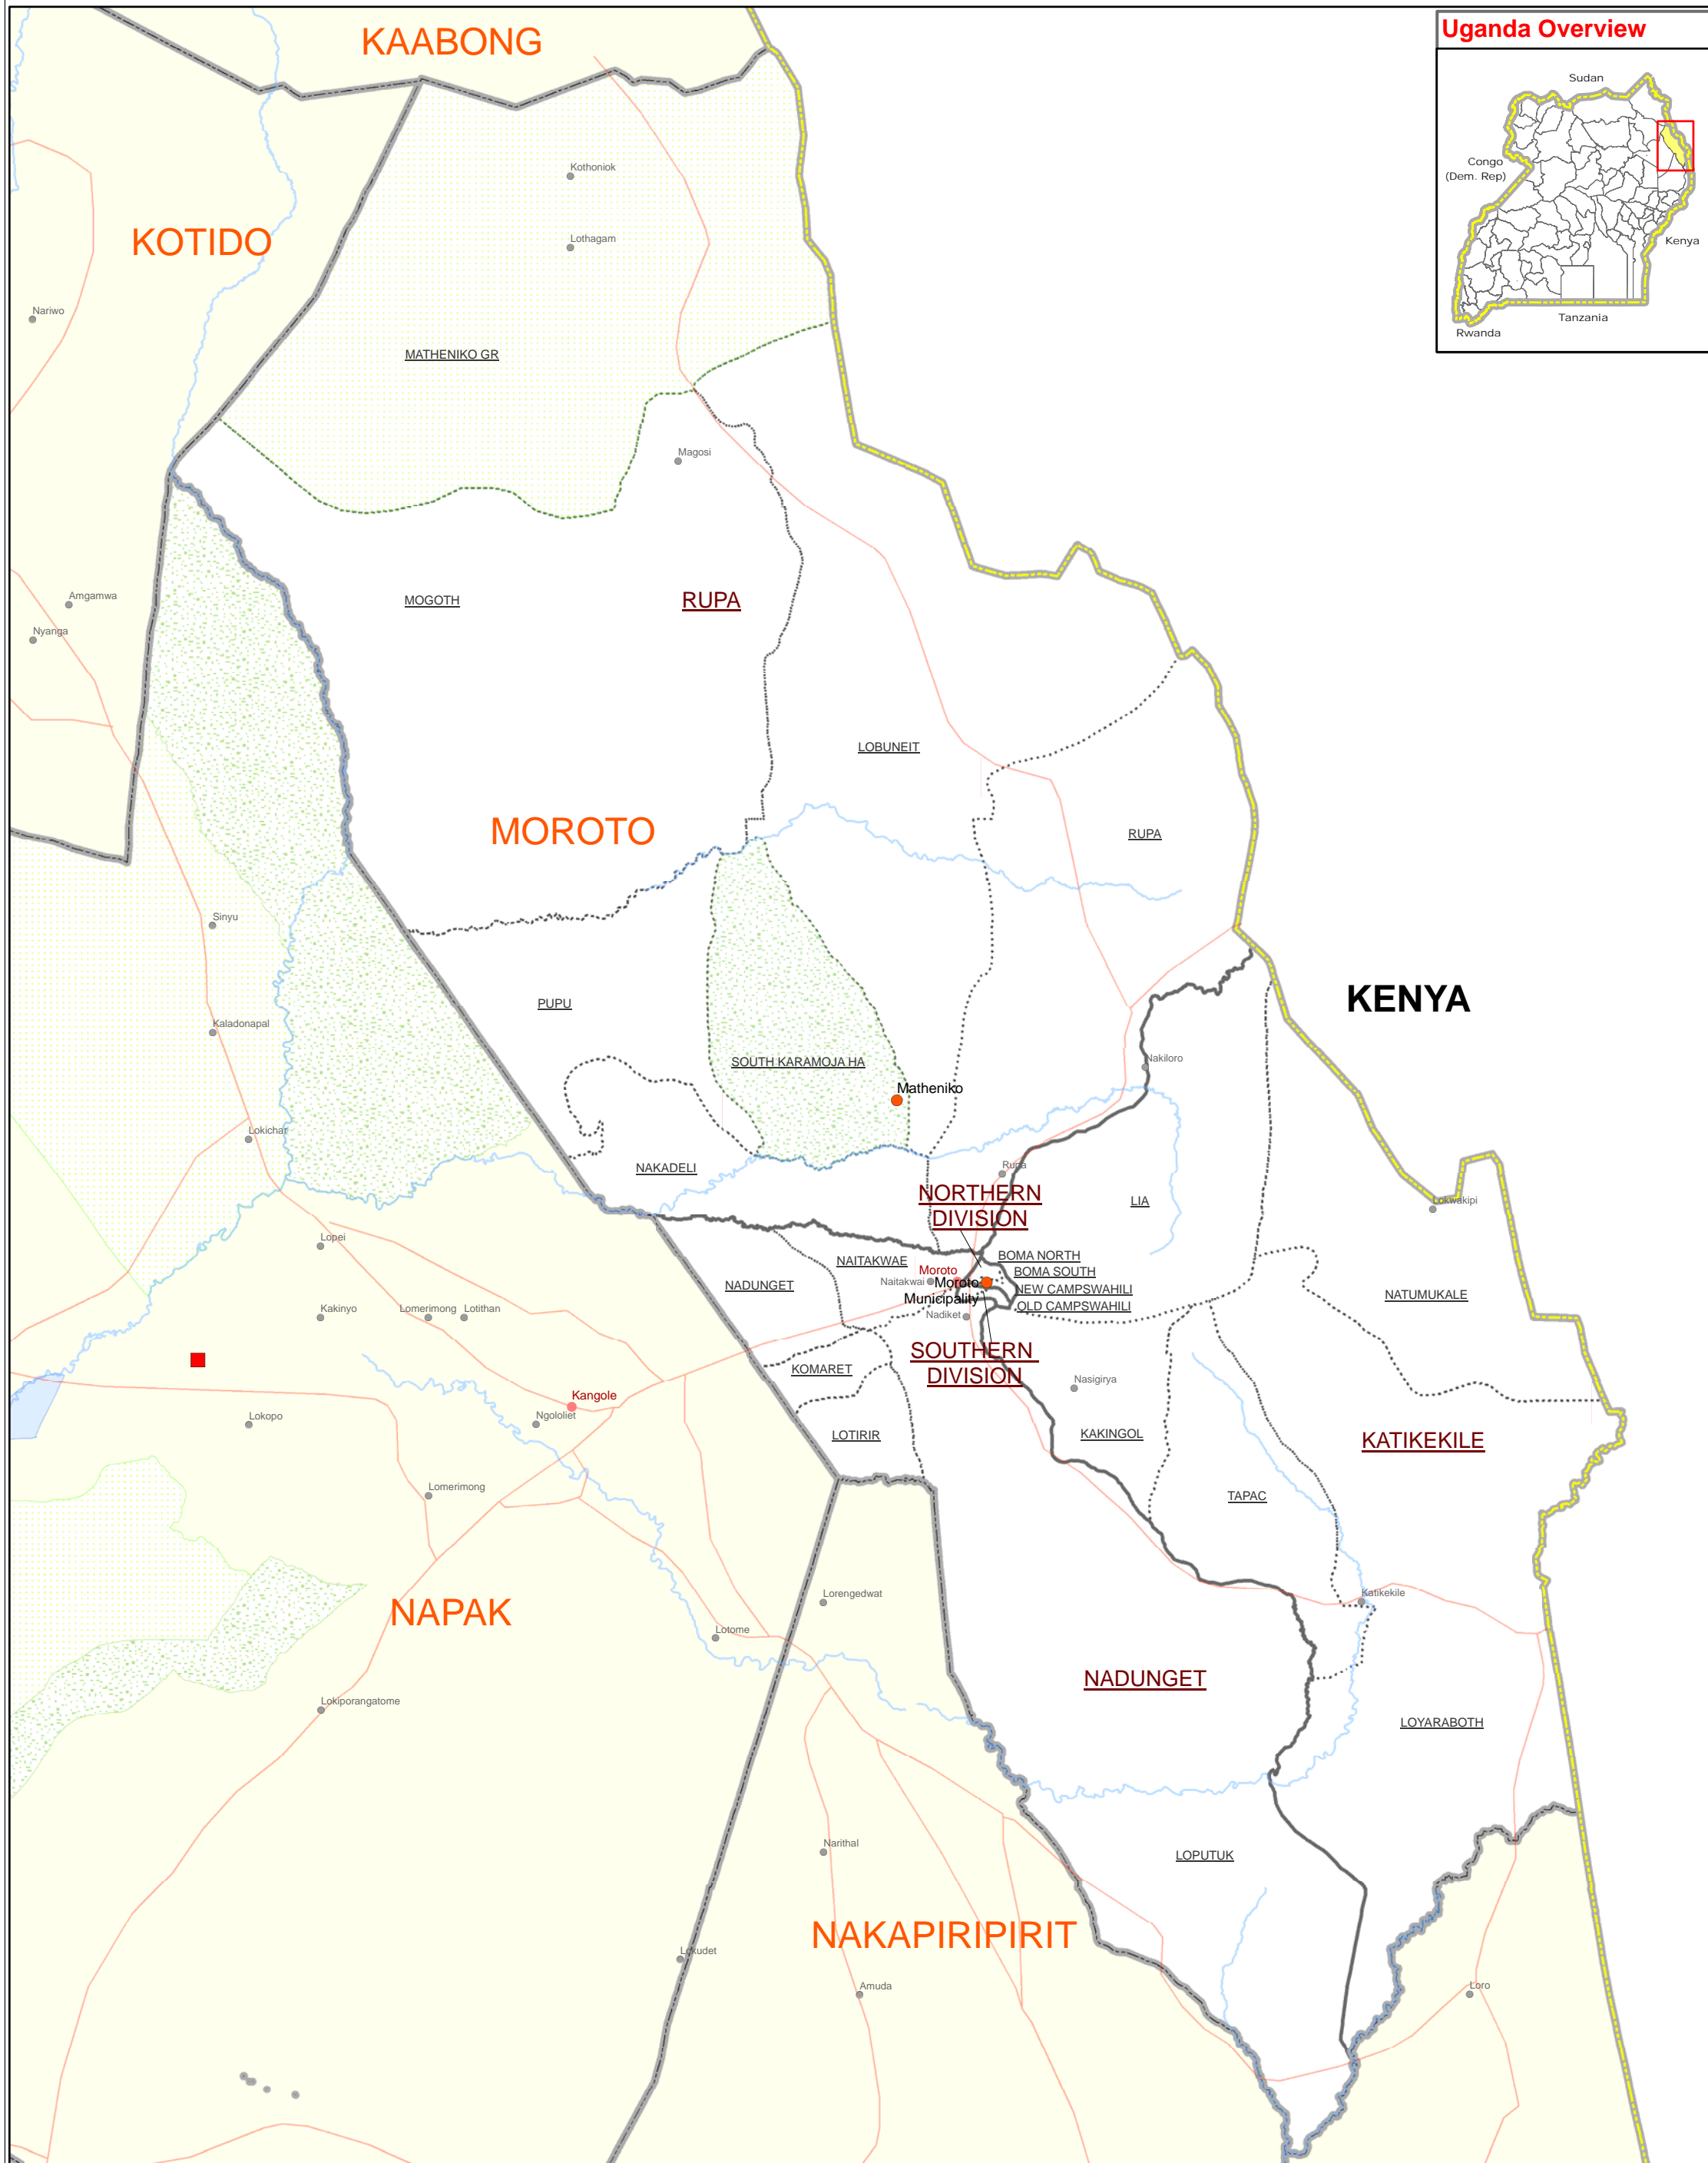 Uganda Overview
Sudan
Congo
(Dem. Rep)
Kenya
Tanzania
Rwanda
KAABONG
KOTIDO
Kothoniok
Lothagam
Nariwo
MATHENIKO GR
Magosi
Amgamwa
Nyanga
MOGOTH
RUPA
LOBUNEIT
MOROTO
RUPA
Sinyu
KENYA
PUPU
Kaladonapal
SOUTH KARAMOJA HA
Nakiloro
Matheniko
Lokichar
NAKADELI
Rupa
NORTHERN
DIVISION
LIA
Lokwakipi
Lopei
NAITAKWAE
BOMA NORTH
BOMA SOUTH
NADUNGET
Naitakwai
Moroto
Moroto
Municipality
NEW CAMPSWAHILI
OLD CAMPSWAHILI
NATUMUKALE
Kakinyo
Lomerimong
Lotithan
Nadiket
SOUTHERN
DIVISION
KOMARET
Nasigirya
Kangole
Lokopo
Ngololiet
LOTIRIR
KAKINGOL
KATIKEKILE
Lomerimong
TAPAC
NAPAK
Lorengedwat
Katikekile
Lotome
NADUNGET
Lokiporangatome
LOYARABOTH
Narithal
LOPUTUK
NAKAPIRIPIRIT
Lokudet
Amuda
Loro